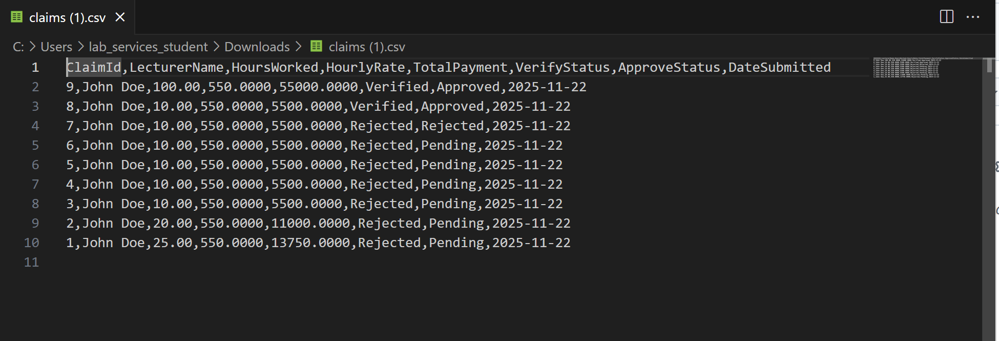 claims (1).csv
C: > Users > lab_services_student > Downloads > claims (1).csv
1 ClaimId,LecturerName,HoursWorked,HourlyRate,TotalPayment,VerifyStatus,ApproveStatus,DateSubmitted
2 9,John Doe,100.00,550.0000,55000.0000,Verified,Approved,2025-11-22
3 8,John Doe,10.00,550.0000,5500.0000,Verified,Approved,2025-11-22
4 7,John Doe,10.00,550.0000,5500.0000,Rejected,Rejected,2025-11-22
5 6,John Doe,10.00,550.0000,5500.0000,Rejected,Pending,2025-11-22
6 5,John Doe,10.00,550.0000,5500.0000,Rejected,Pending,2025-11-22
7 4,John Doe,10.00,550.0000,5500.0000,Rejected,Pending,2025-11-22
8 3,John Doe,10.00,550.0000,5500.0000,Rejected,Pending,2025-11-22
9 2,John Doe,20.00,550.0000,11000.0000,Rejected,Pending,2025-11-22
10 1,John Doe,25.00,550.0000,13750.0000,Rejected,Pending,2025-11-22
11